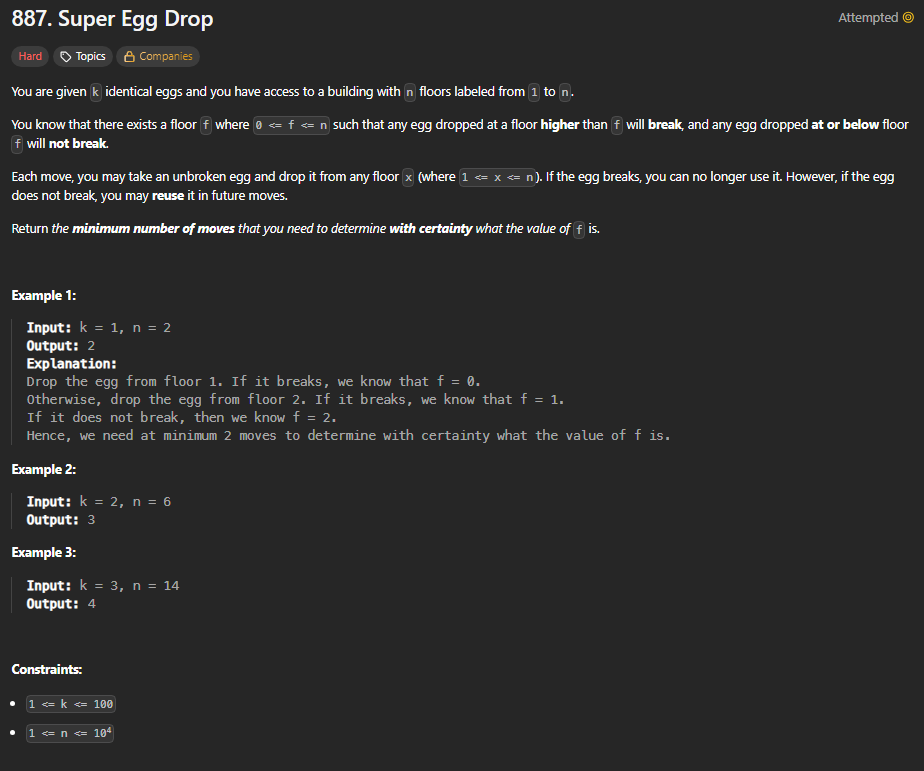 887. Super Egg Drop
Attempted
Hard Topics Companies
You are given k identical eggs and you have access to a building with n floors labeled from 1 to n.
You know that there exists a floor f where 0 <= f <= n such that any egg dropped at a floor higher than f will break, and any egg dropped at or below floor
f will not break.
Each move, you may take an unbroken egg and drop it from any floor x (where 1 <= x <= n). If the egg breaks, you can no longer use it. However, if the egg
does not break, you may reuse it in future moves.
Return the minimum number of moves that you need to determine with certainty what the value of f is.
Example 1:
Input: k = 1, n = 2
Output: 2
Explanation:
Drop the egg from floor 1. If it breaks, we know that f = 0.
Otherwise, drop the egg from floor 2. If it breaks, we know that f = 1.
If it does not break, then we know f = 2.
Hence, we need at minimum 2 moves to determine with certainty what the value of f is.
Example 2:
Input: k = 2, n = 6
Output: 3
Example 3:
Input: k = 3, n = 14
Output: 4
Constraints:
• 1 <= k <= 100
• 1 <= n <= 10⁴